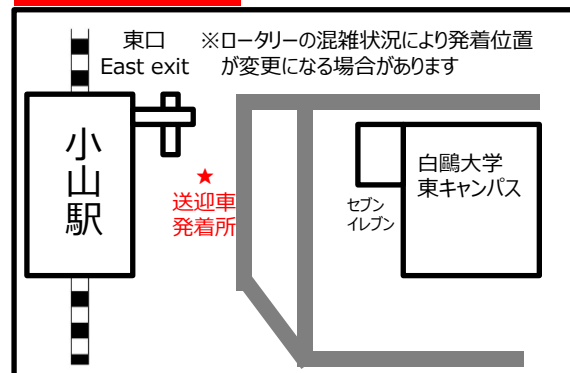 東口
East exit
※ロータリーの混雑状況により発着位置
が変更になる場合があります
小山駅
★
送迎車
発着所
セブン
イレブン
白鷗大学
東キャンパス